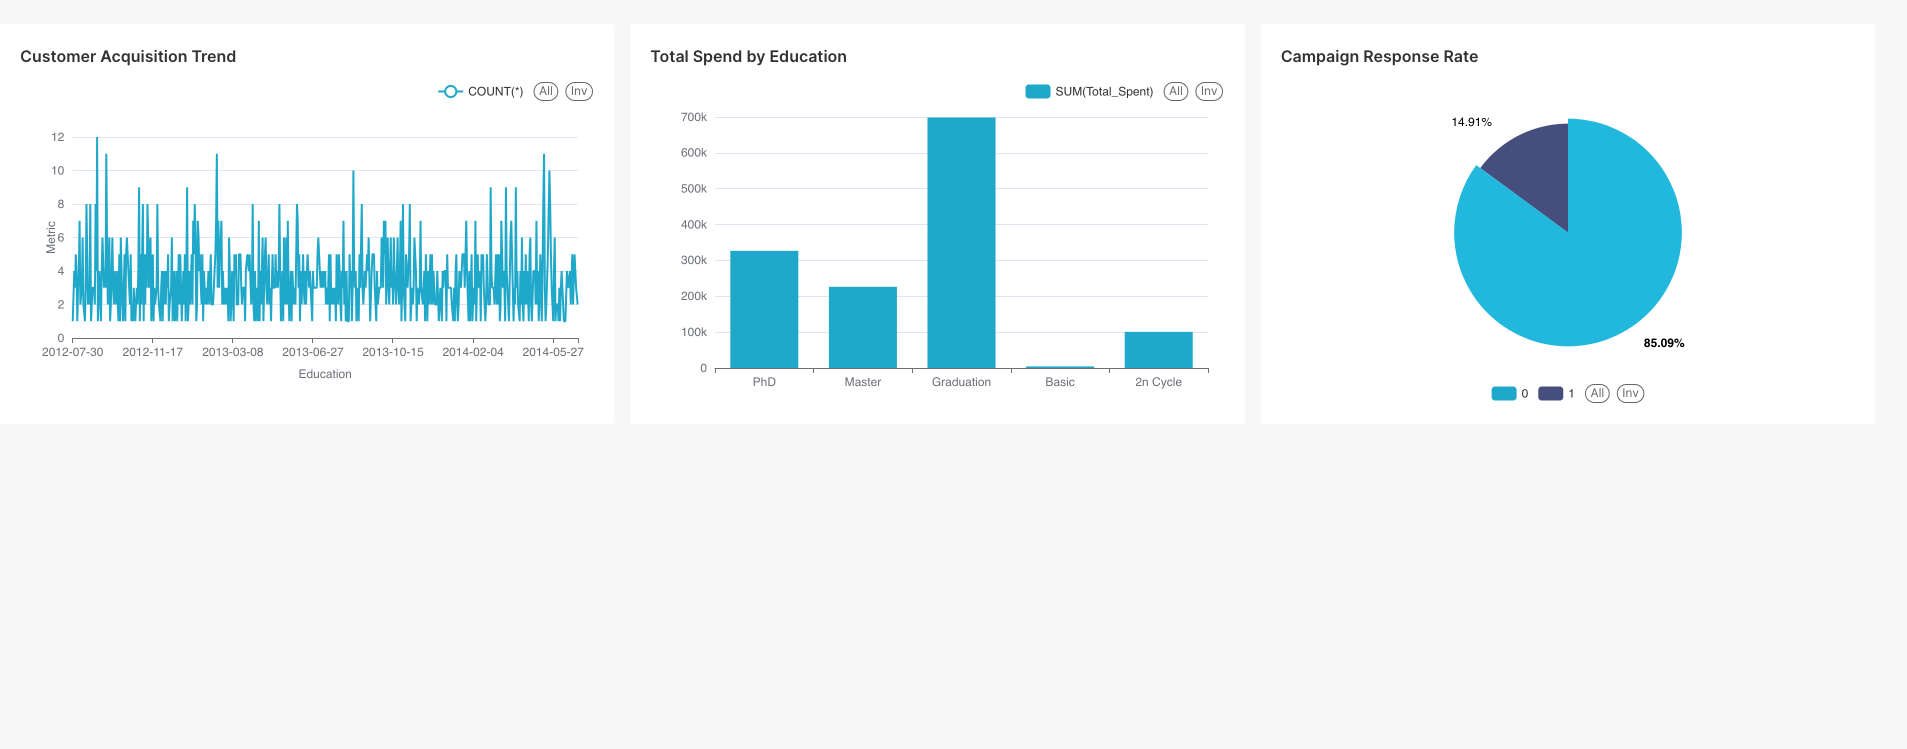 Customer Acquisition Trend
COUNT(*) All Inv
12
10
8
6
4
2
0
Metric
2012-07-30 2012-11-17 2013-03-08 2013-06-27 2013-10-15 2014-02-04 2014-05-27
Education
Total Spend by Education
SUM(Total_Spent) All Inv
700k
600k
500k
400k
300k
200k
100k
0
PhD Master Graduation Basic 2n Cycle
Campaign Response Rate
14.91%
85.09%
0 1 All Inv